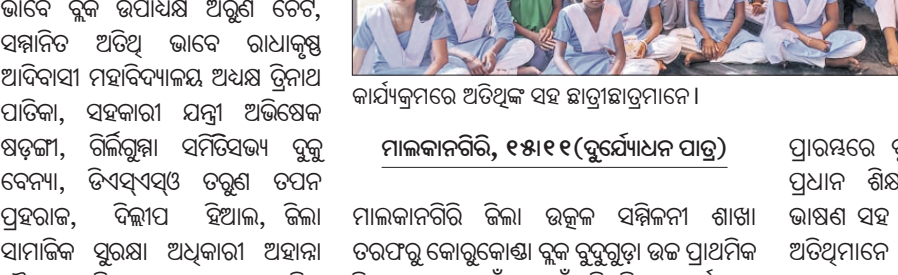 ଭାବେ ବ୍ଲକ ଉପାଧ୍ୟକ୍ଷ ଅରୁଣ ଚେଟି,
ସମ୍ମାନିତ ଅତିଥି ଭାବେ ରାଧାକୃଷ୍ଣ
ଆଦିବାସୀ ମହାବିଦ୍ୟାଳୟ ଅଧ୍ୟକ୍ଷ ତ୍ରିନାଥ
ପାତିକା, ସହକାରୀ ଯନ୍ତ୍ରୀ ଅଭିଷେକ
ଷଡ଼ଙ୍ଗୀ, ଗିର୍ଲିଗୁମ୍ମା ସମିତିସଭ୍ୟ ଦୁକୁ
ବେନ୍ୟା, ଡିଏସ୍ଏସ୍ଓ ତରୁଣ ତପନ
ପ୍ରହରାଜ, ଦିଲ୍ଲୀପ ହିଆଲ, ଜିଲା
ସାମାଜିକ ସୁରକ୍ଷା ଅଧିକାରୀ ଅହାନ୍ନା
କାର୍ଯ୍ୟକ୍ରମରେ ଅତିଥିଙ୍କ ସହ ଛାତ୍ରୀଛାତ୍ରମାନେ।
ମାଲକାନଗିରି, ୧୫।୧୧(ଦୁର୍ଯ୍ୟୋଧନ ପାତ୍ର)
ମାଲକାନଗିରି ଜିଲା ଉତ୍କଳ ସମ୍ମିଳନୀ ଶାଖା
ତରଫରୁ କୋରୁକୋଣ୍ଡା ବ୍ଲକ ବୁଦୁଗୁଡ଼ା ଉଚ୍ଚ ପ୍ରାଥମିକ
ପ୍ରାରମ୍ଭରେ
ପ୍ରଧାନ
ଭାଷଣ ସହ
ଅତିଥିମାନେ